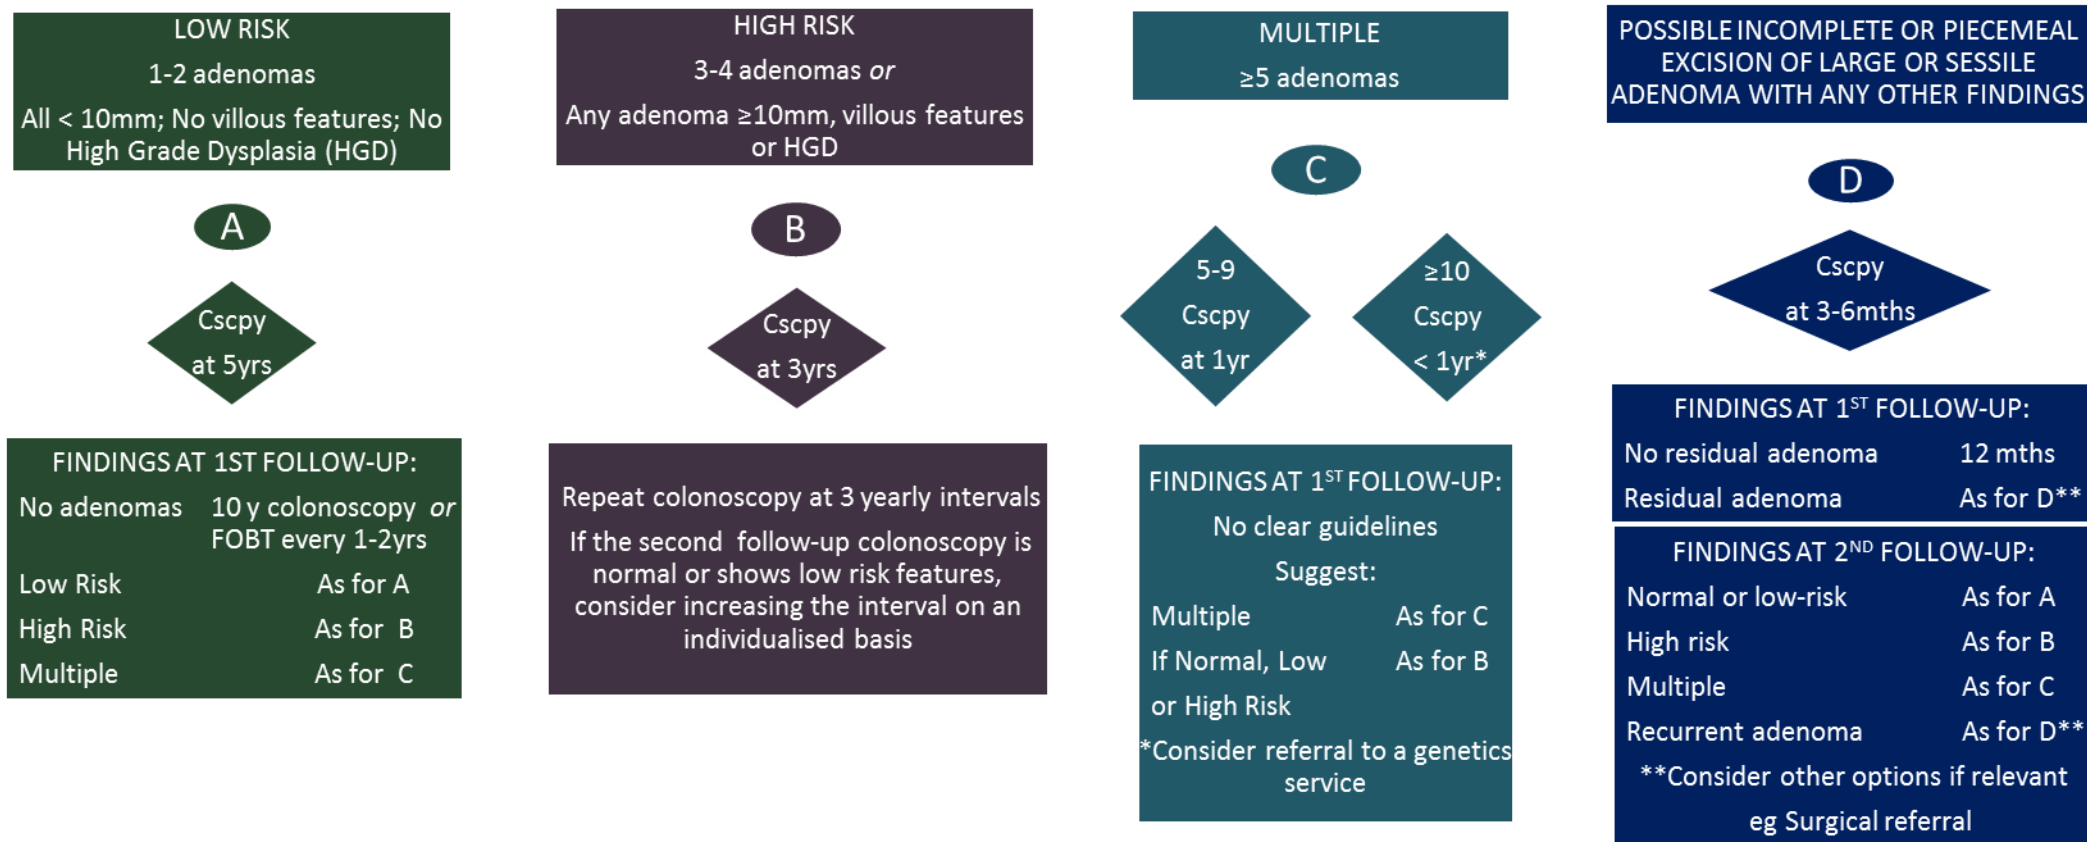 LOW RISK
1-2 adenomas
All < 10mm; No villous features; No
High Grade Dysplasia (HGD)
A
Cscpy
at 5yrs
FINDINGS AT 1ST FOLLOW-UP:
No adenomas 10 y colonoscopy or
FOBT every 1-2yrs
Low Risk As for A
High Risk As for B
Multiple As for C
HIGH RISK
3-4 adenomas or
Any adenoma ≥10mm, villous features
or HGD
B
Cscpy
at 3yrs
Repeat colonoscopy at 3 yearly intervals
If the second follow-up colonoscopy is
normal or shows low risk features,
consider increasing the interval on an
individualised basis
MULTIPLE
≥5 adenomas
C
5-9
Cscpy
at 1yr
≥10
Cscpy
< 1yr*
FINDINGS AT 1ST FOLLOW-UP:
No clear guidelines
Suggest:
Multiple As for C
If Normal, Low As for B
or High Risk
*Consider referral to a genetics
service
POSSIBLE INCOMPLETE OR PIECEMEAL
EXCISION OF LARGE OR SESSILE
ADENOMA WITH ANY OTHER FINDINGS
D
Cscpy
at 3-6mths
FINDINGS AT 1ST FOLLOW-UP:
No residual adenoma 12 mths
Residual adenoma As for D**
FINDINGS AT 2ND FOLLOW-UP:
Normal or low-risk As for A
High risk As for B
Multiple As for C
Recurrent adenoma As for D**
**Consider other options if relevant
eg Surgical referral